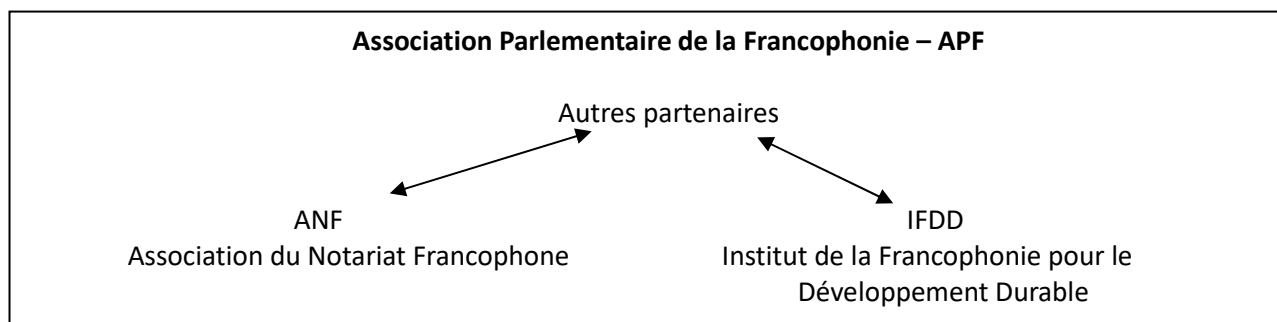 Association Parlementaire de la Francophonie – APF
Autres partenaires
ANF
Association du Notariat Francophone
IFDD
Institut de la Francophonie pour le
Développement Durable